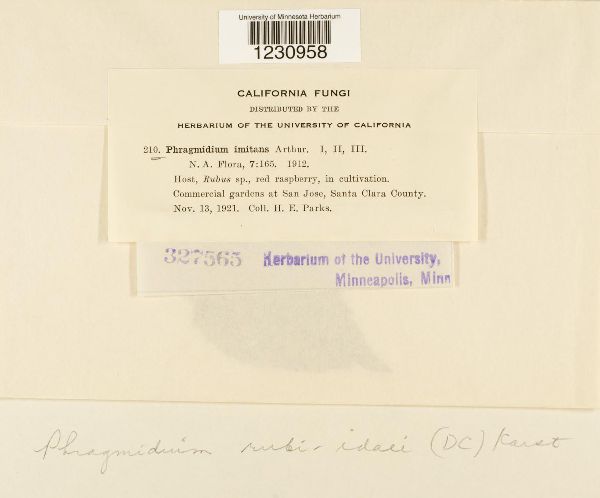 University of Minnesota Herbarium
1230958
CALIFORNIA FUNGI
DISTRIBUTED BY THE
HERBARIUM OF THE UNIVERSITY OF CALIFORNIA
210. Phragmidium imitans Arthur. I, II, III.
N. A. Flora, 7:165. 1912.
Host, Rubus sp., red raspberry, in cultivation.
Commercial gardens at San Jose, Santa Clara County.
Nov. 13, 1921. Coll. H. E. Parks.
327565 Herbarium of the University,
Minneapolis, Minn
Phragmidium rubi-idaei (DC) Karst